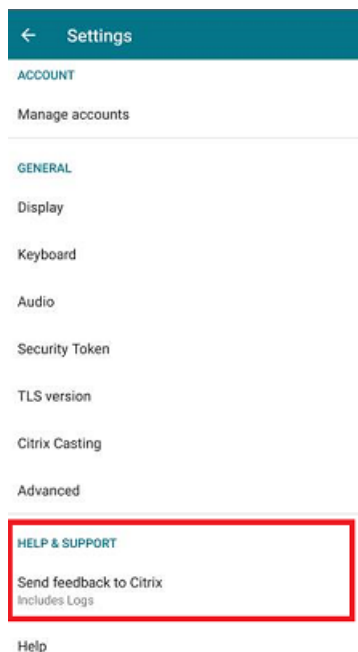 Settings
ACCOUNT
Manage accounts
GENERAL
Display
Keyboard
Audio
Security Token
TLS version
Citrix Casting
Advanced
HELP & SUPPORT
Send feedback to Citrix
Includes Logs
Help